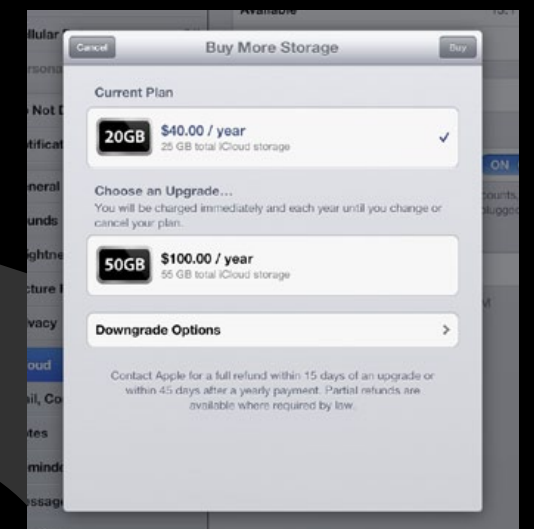 Available
Cancel
Buy More Storage
Buy
Current Plan
20GB
$40.00 / year
25 GB total iCloud storage
ON
Choose an Upgrade...
You will be charged immediately and each year until you change or
cancel your plan.
50GB
$100.00 / year
55 GB total iCloud storage
Downgrade Options
Contact Apple for a full refund within 15 days of an upgrade or
within 45 days after a yearly payment. Partial refunds are
available where required by law.